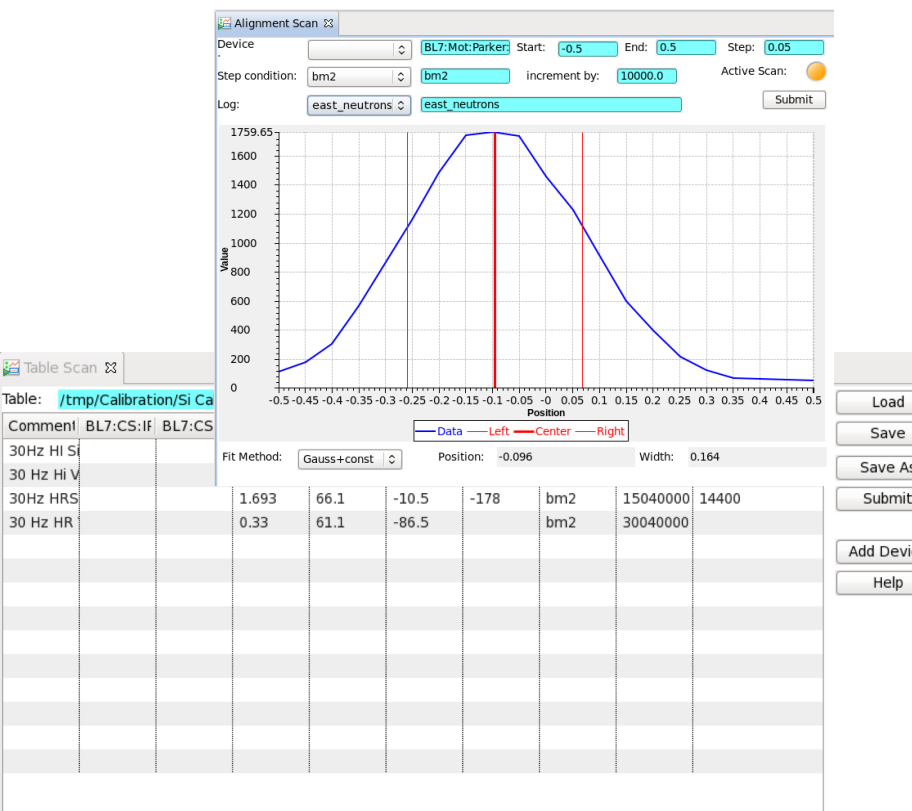 Alignment Scan
Device BL7:Mot:Parker: Start: -0.5 End: 0.5 Step: 0.05
Step condition: bm2 bm2 increment by: 10000.0 Active Scan:
Log: east_neutrons east_neutrons Submit
1759.65
1600
1400
1200
1000
800
600
400
200
0
Value
-0.5 -0.45 -0.4 -0.35 -0.3 -0.25 -0.2 -0.15 -0.1 -0.05 -0 0.05 0.1 0.15 0.2 0.25 0.3 0.35 0.4 0.45 0.5
Position
Data Left Center Right
Fit Method: Gauss+const Position: -0.096 Width: 0.164
Table Scan
Table: /tmp/Calibration/Si Ca
Comment BL7:CS:IF BL7:CS
30Hz HI Si
30 Hz Hi V
30Hz HRS 1.693 66.1 -10.5 -178 bm2 15040000 14400
30 Hz HR 0.33 61.1 -86.5 bm2 30040000
Load
Save
Save As
Submit
Add Devi
Help